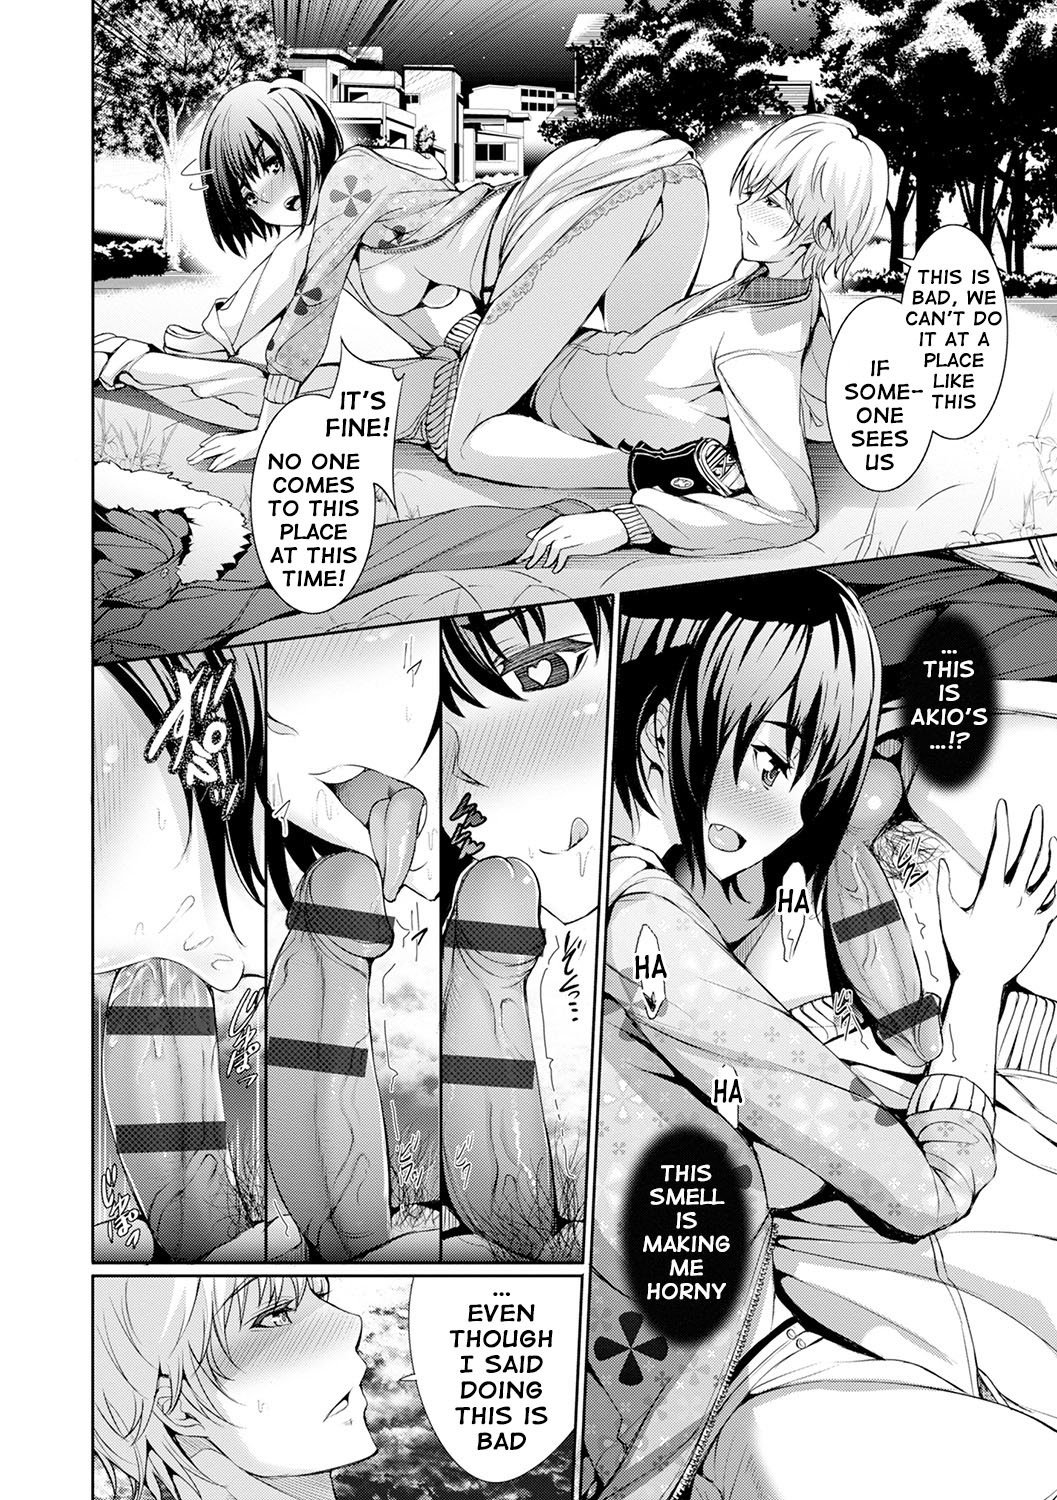 THIS IS
BAD, WE
CAN'T DO
IT AT A
PLACE
LIKE
THIS
IF
SOME-
ONE
SEES
US
IT'S
FINE!
NO ONE
COMES
TO THIS
PLACE
AT THIS
TIME!
...
THIS
IS
AKIO'S
...!?
HA
HA
HA
THIS
SMELL IS
MAKING
ME
HORNY
...
EVEN
THOUGH
I SAID
DOING
THIS IS
BAD